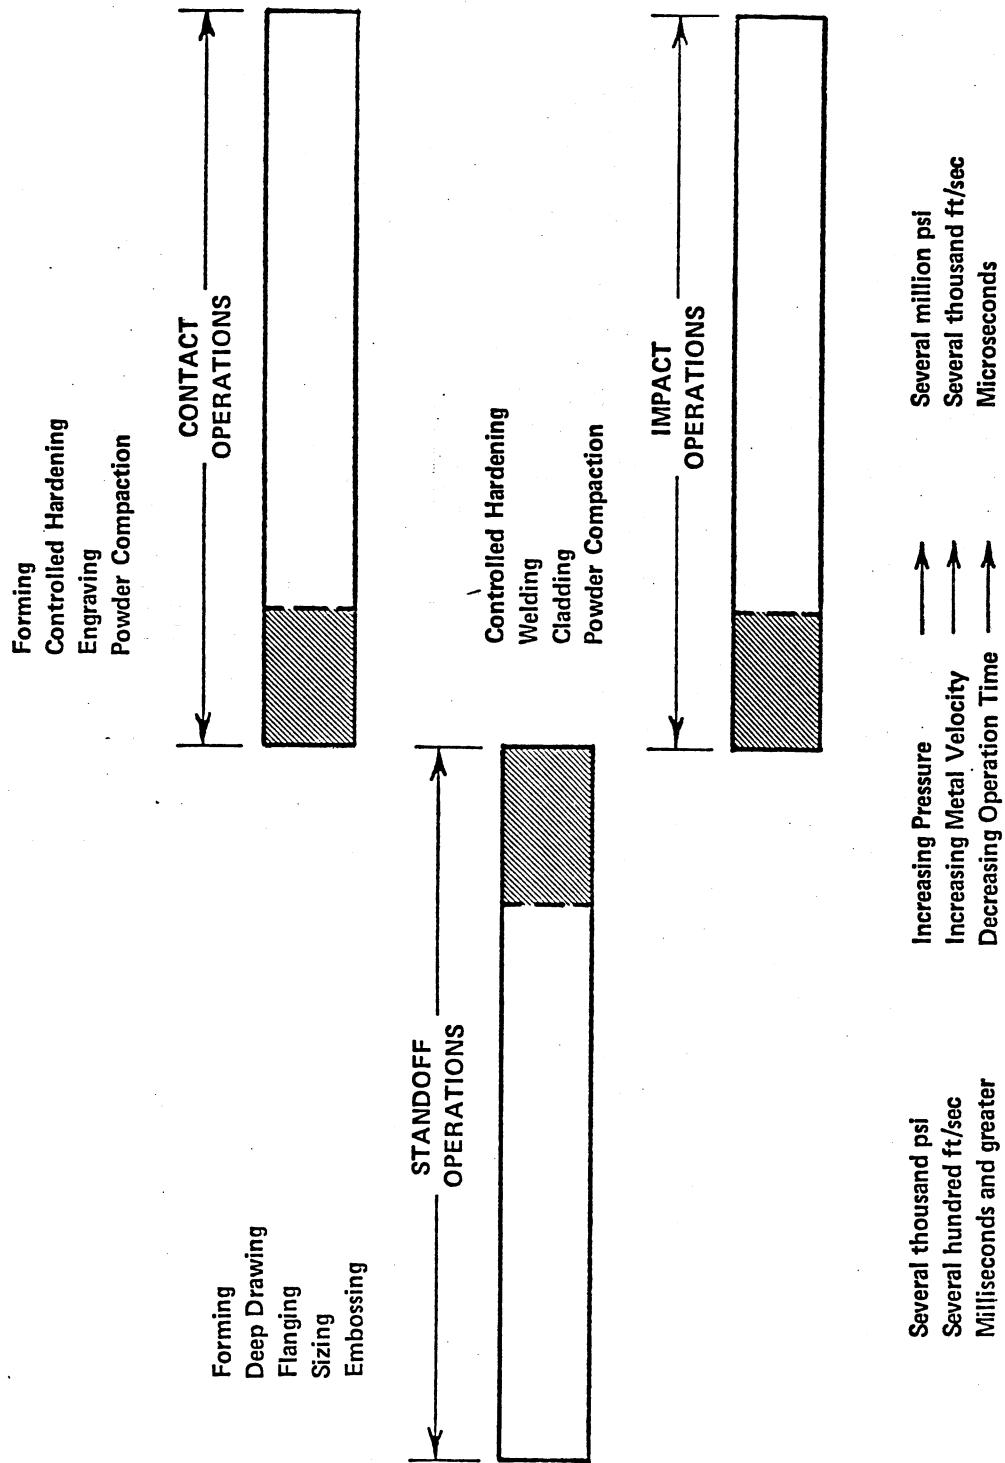 Forming
Controlled Hardening
Engraving
Powder Compaction
CONTACT
OPERATIONS
Forming
Deep Drawing
Flanging
Sizing
Embossing
STANDOFF
OPERATIONS
Controlled Hardening
Welding
Cladding
Powder Compaction
IMPACT
OPERATIONS
Several thousand psi
Several hundred ft/sec
Milliseconds and greater
Increasing Pressure
Increasing Metal Velocity
Decreasing Operation Time
Several million psi
Several thousand ft/sec
Microseconds